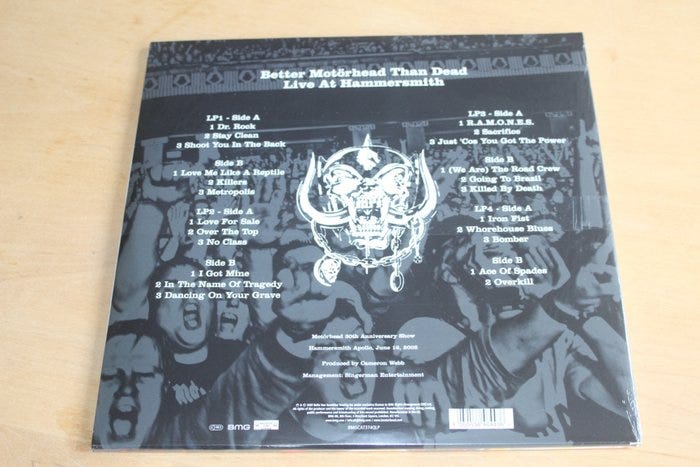 Better Motörhead Than Dead
Live At Hammersmith
LP1 - Side A
1 Dr. Rock
2 Stay Clean
3 Shoot You In The Back
Side B
1 Love Me Like A Reptile
2 Killers
3 Metropolis
LP2 - Side A
1 Love For Sale
2 Over The Top
3 No Class
Side B
1 I Got Mine
2 In The Name Of Tragedy
3 Dancing On Your Grave
LP3 - Side A
1 R.A.M.O.N.E.S.
2 Sacrifice
3 Just 'Cos You Got The Power
Side B
1 (We Are) The Road Crew
2 Going To Brazil
3 Killed By Death
LP4 - Side A
1 Iron Fist
2 Whorehouse Blues
3 Bomber
Side B
1 Ace Of Spades
2 Overkill
Motörhead 30th Anniversary Show
Hammersmith Apollo, June 16, 2005
Produced by Cameron Webb
Management: Singerman Entertainment
BMG